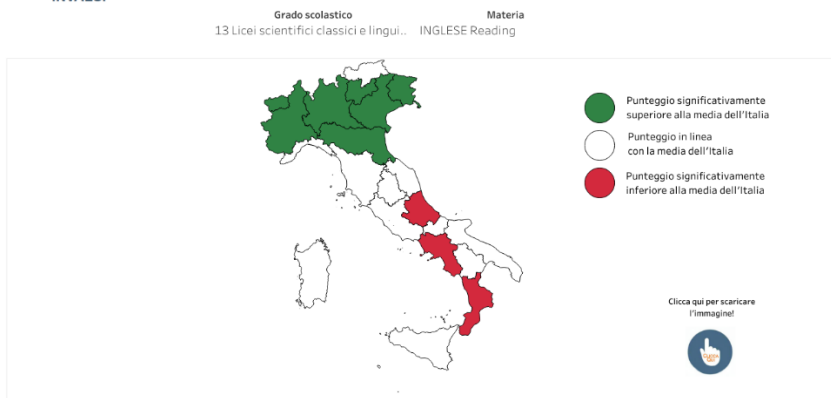 Grado scolastico
Materia
13 Licei scientifici classici e lingui..
INGLESE Reading
Punteggio significativamente
superiore alla media dell'Italia
Punteggio in linea
con la media dell'Italia
Punteggio significativamente
inferiore alla media dell'Italia
Clicca qui per scaricare
l'immagine!